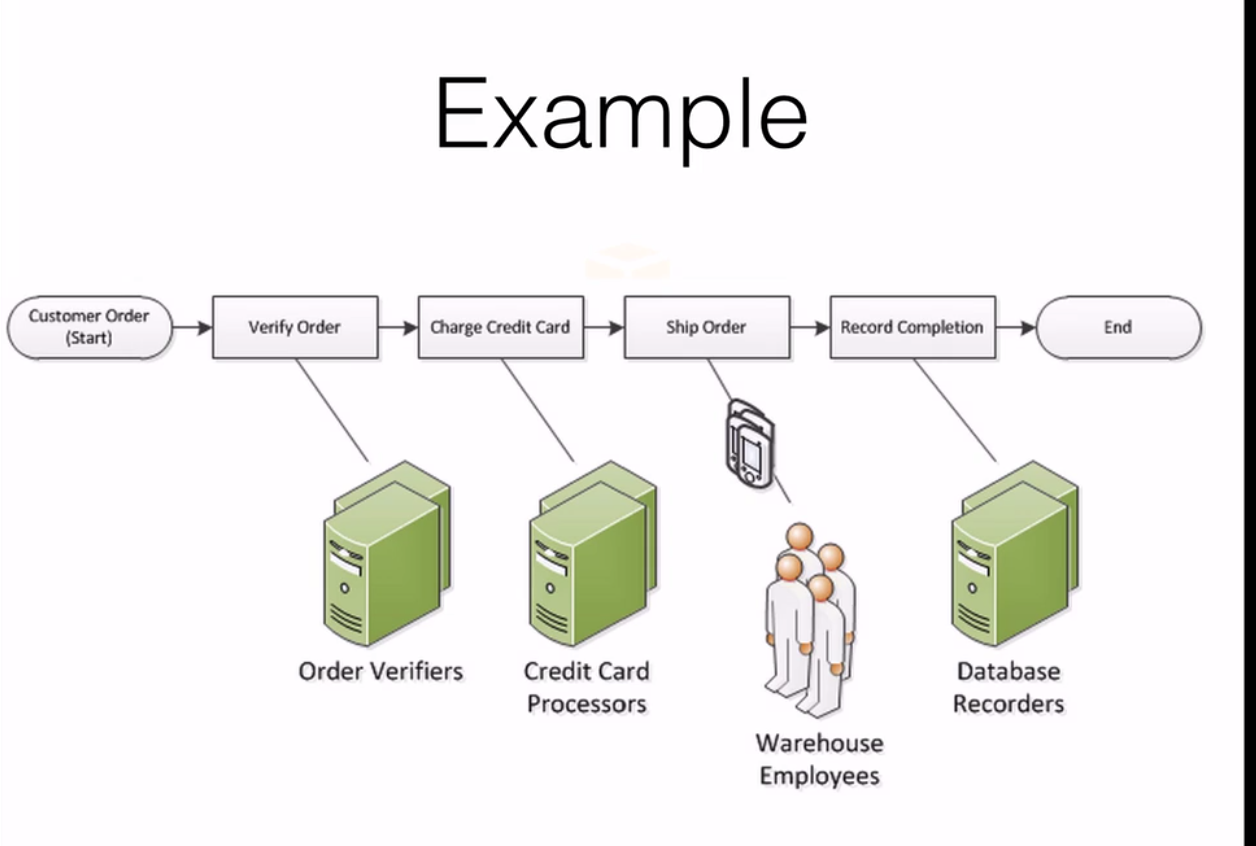 Example
Customer Order
(Start)
Verify Order
Charge Credit Card
Ship Order
Record Completion
End
Order Verifiers
Credit Card
Processors
Warehouse
Employees
Database
Recorders